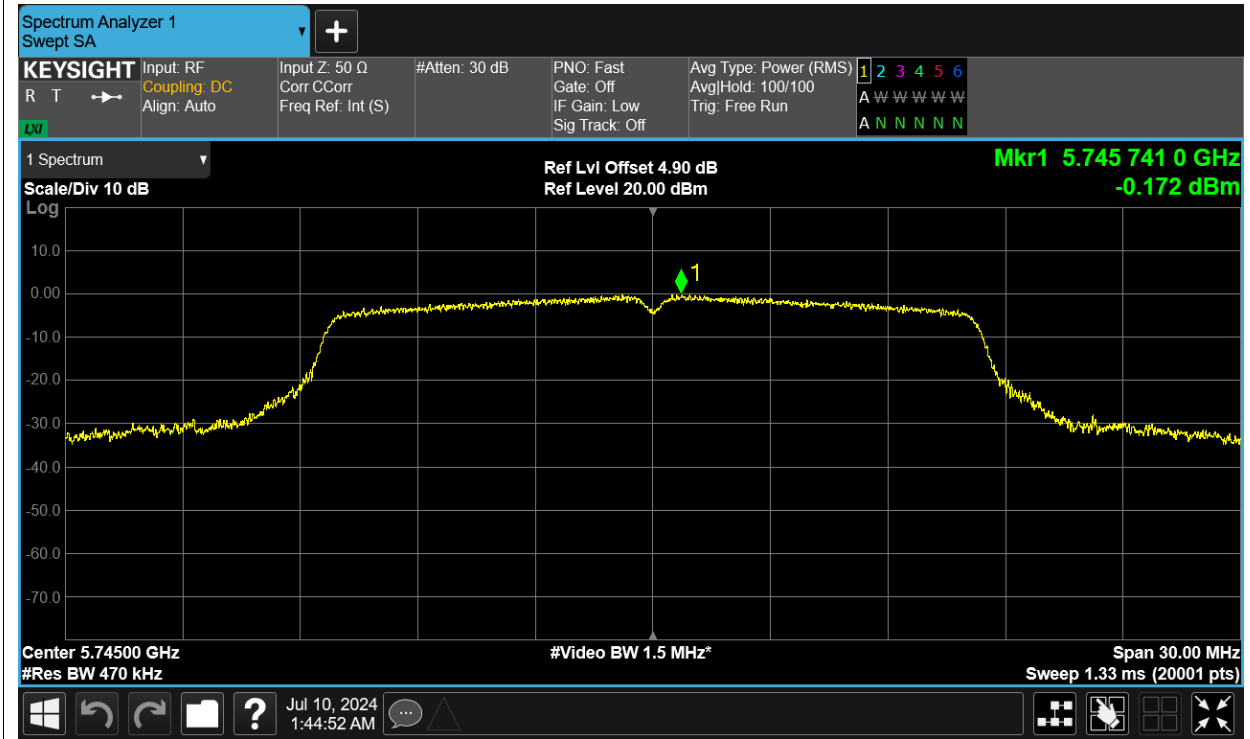 Spectrum Analyzer 1
Swept SA
KEYSIGHT
R T
LXI
Input: RF
Coupling: DC
Align: Auto
Input Z: 50 Ω
Corr CCorr
Freq Ref: Int (S)
#Atten: 30 dB
PNO: Fast
Gate: Off
IF Gain: Low
Sig Track: Off
Avg Type: Power (RMS)
Avg|Hold: 100/100
Trig: Free Run
1 2 3 4 5 6
A W W W W W
A N N N N N
1 Spectrum
Scale/Div 10 dB
Log
Ref Lvl Offset 4.90 dB
Ref Level 20.00 dBm
Mkr1 5.745 741 0 GHz
-0.172 dBm
10.0
0.00
-10.0
-20.0
-30.0
-40.0
-50.0
-60.0
-70.0
1
Center 5.74500 GHz
#Res BW 470 kHz
#Video BW 1.5 MHz*
Span 30.00 MHz
Sweep 1.33 ms (20001 pts)
?
Jul 10, 2024
1:44:52 AM